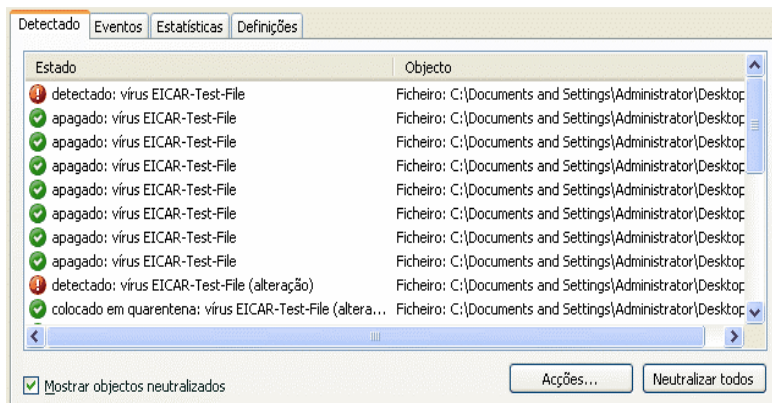 Detectado Eventos Estatísticas Definições
Estado Objecto
detectado: vírus EICAR-Test-File Ficheiro: C:\Documents and Settings\Administrator\Desktop
apagado: vírus EICAR-Test-File Ficheiro: C:\Documents and Settings\Administrator\Desktop
apagado: vírus EICAR-Test-File Ficheiro: C:\Documents and Settings\Administrator\Desktop
apagado: vírus EICAR-Test-File Ficheiro: C:\Documents and Settings\Administrator\Desktop
apagado: vírus EICAR-Test-File Ficheiro: C:\Documents and Settings\Administrator\Desktop
apagado: vírus EICAR-Test-File Ficheiro: C:\Documents and Settings\Administrator\Desktop
apagado: vírus EICAR-Test-File Ficheiro: C:\Documents and Settings\Administrator\Desktop
apagado: vírus EICAR-Test-File Ficheiro: C:\Documents and Settings\Administrator\Desktop
detectado: vírus EICAR-Test-File (alteração) Ficheiro: C:\Documents and Settings\Administrator\Desktop
colocado em quarentena: vírus EICAR-Test-File (altera... Ficheiro: C:\Documents and Settings\Administrator\Desktop
Mostrar objectos neutralizados Acções... Neutralizar todos